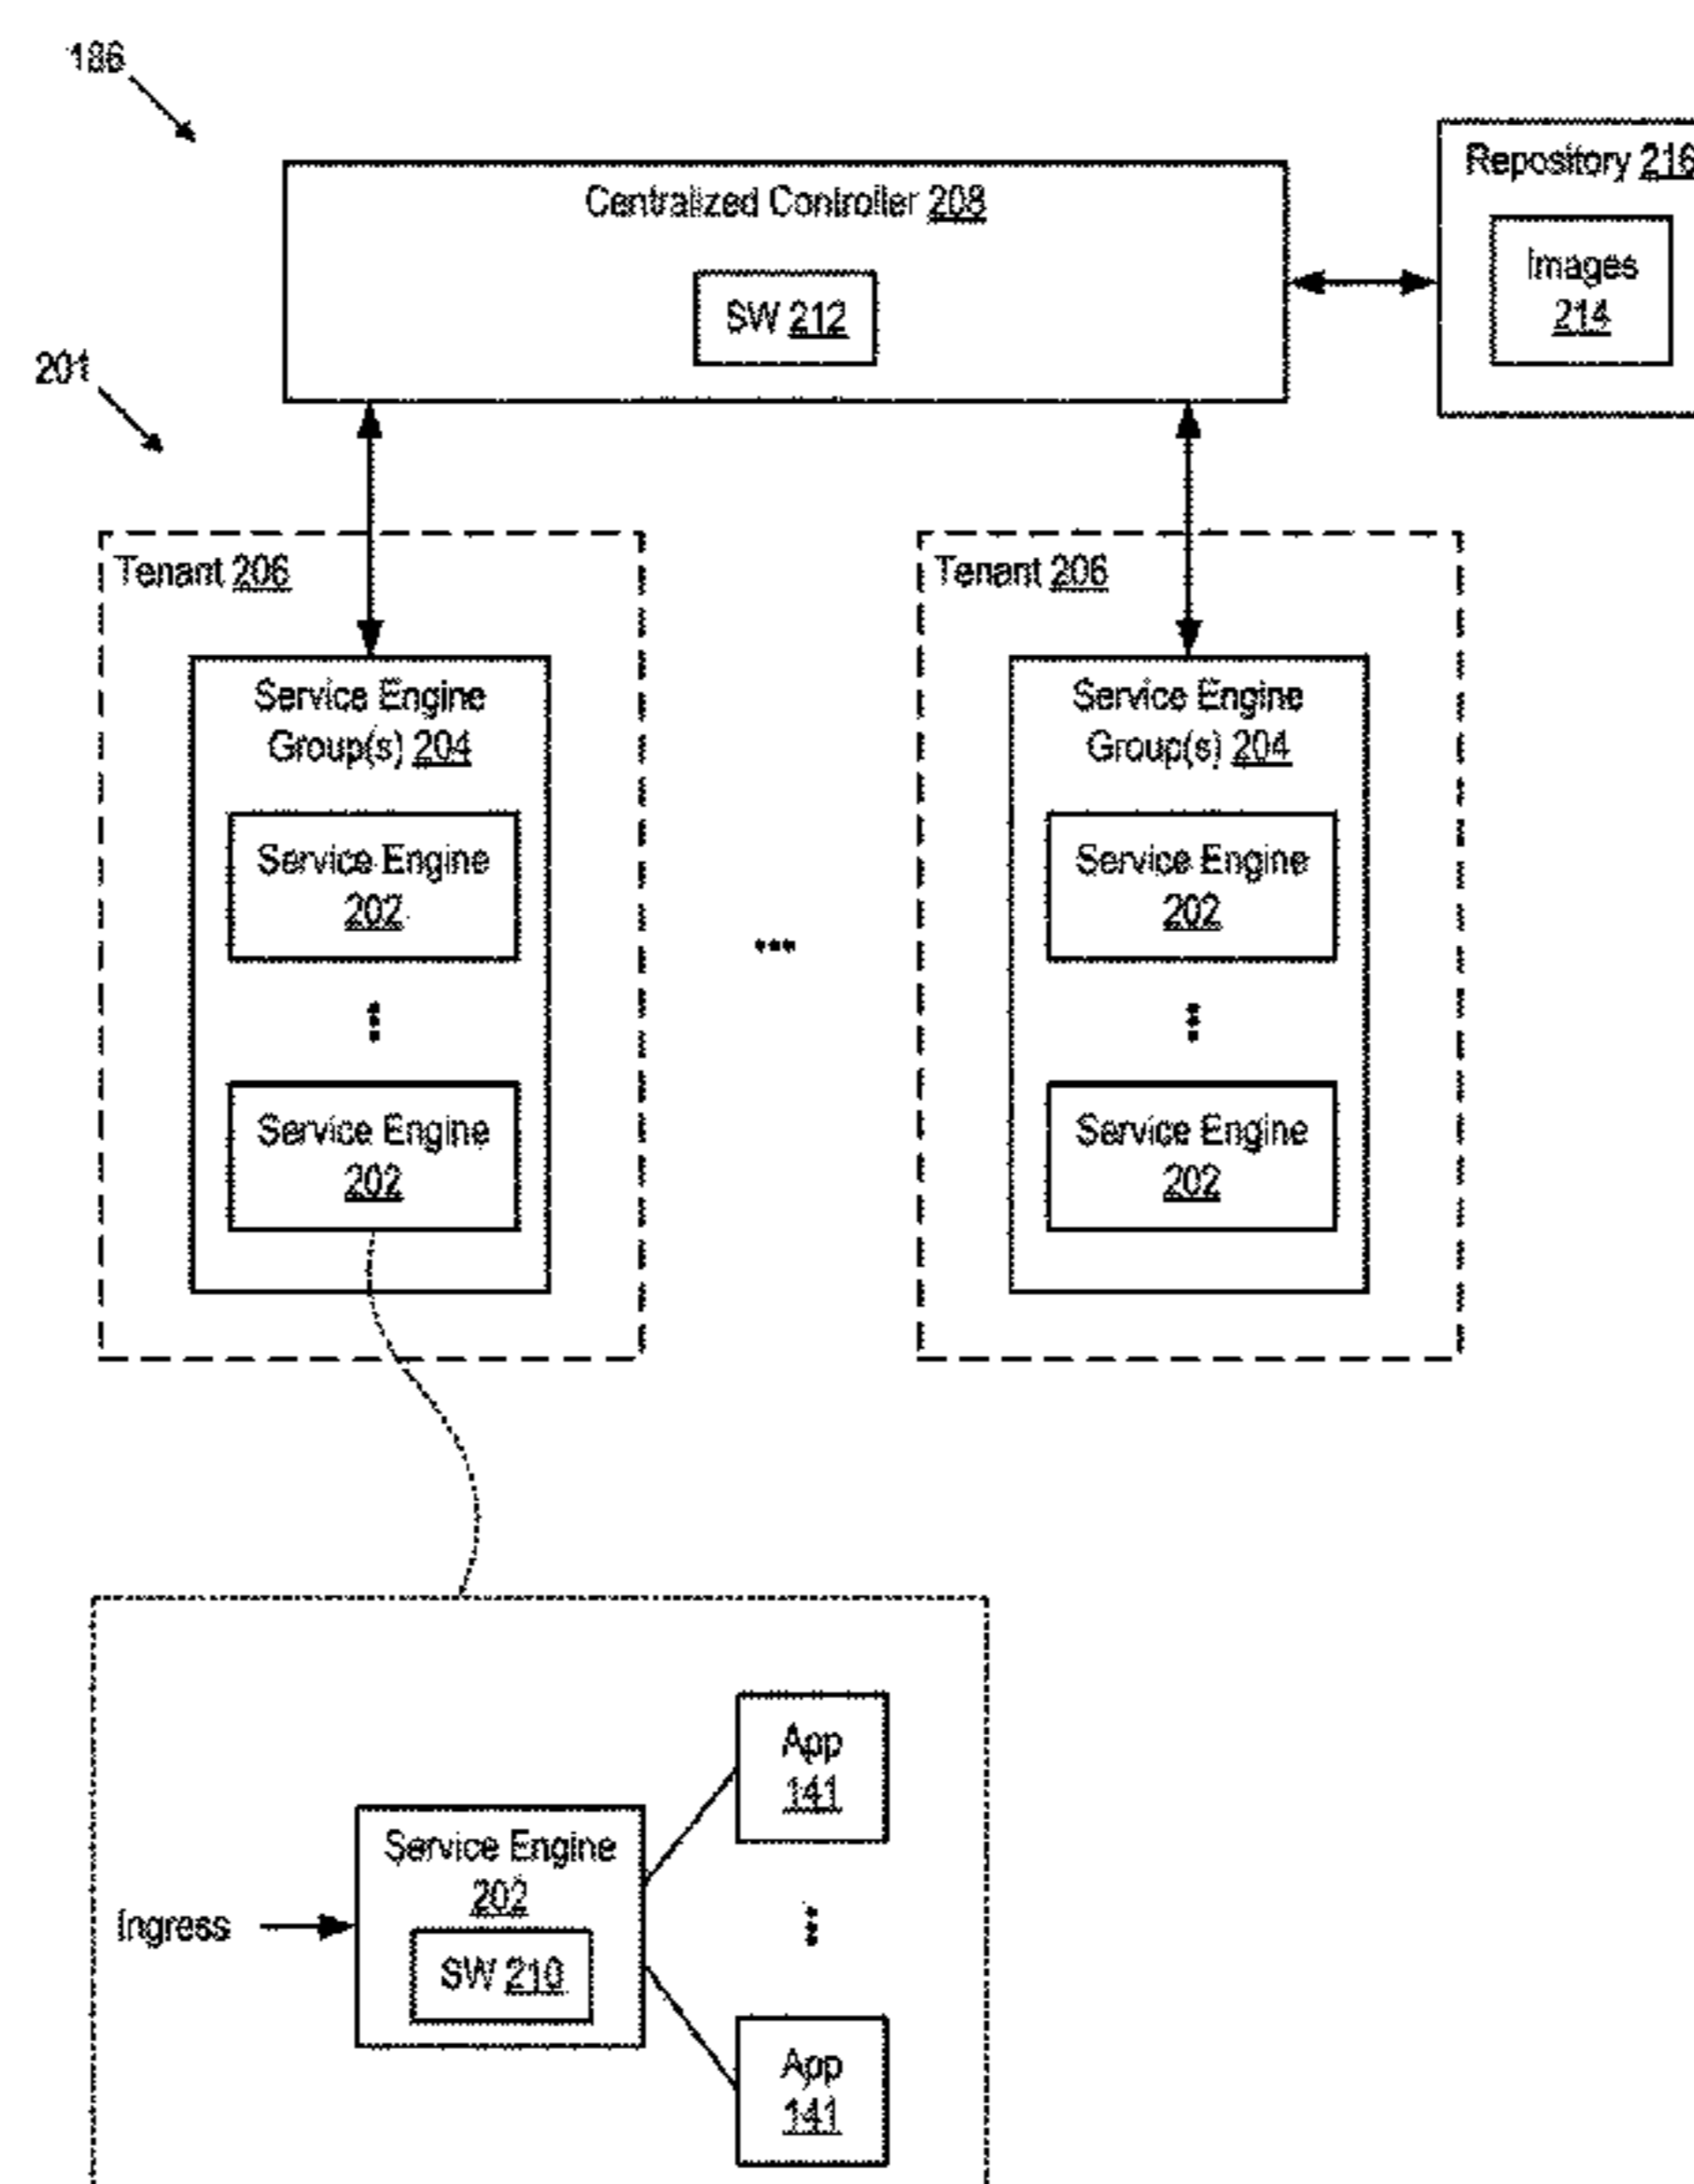 186
Centralized Controller 208
SW 212
Repository 216
Images
214
201
Tenant 206
Service Engine
Group(s) 204
Service Engine
202
Service Engine
202
Tenant 206
Service Engine
Group(s) 204
Service Engine
202
Service Engine
202
Ingress
Service Engine
202
SW 210
App
141
App
141